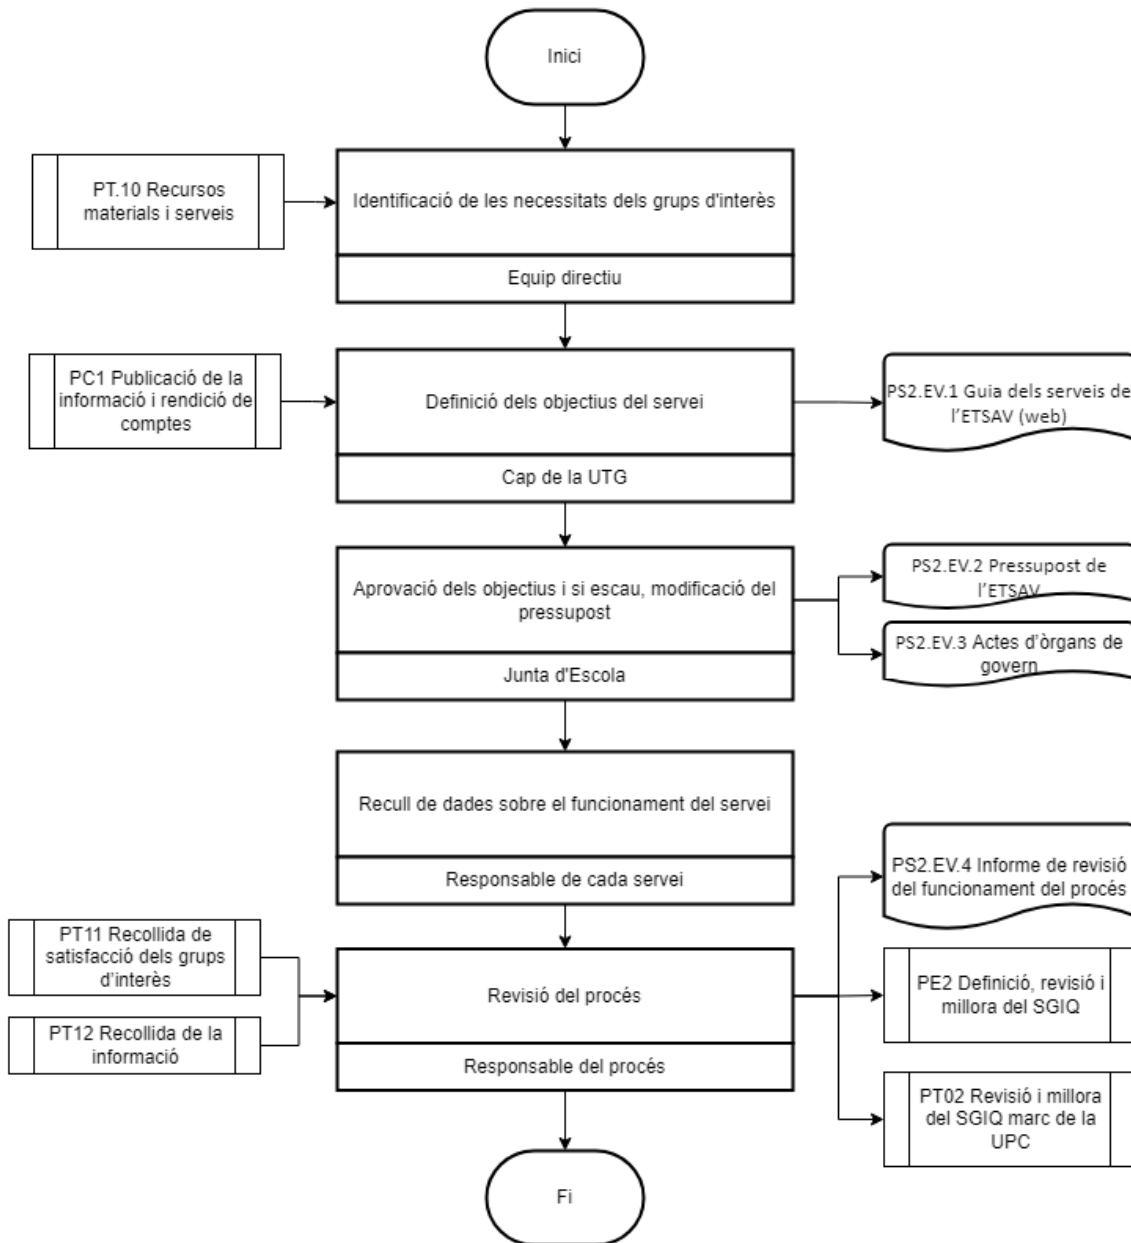 Inici
PT.10 Recursos
materials i serveis
Identificació de les necessitats dels grups d'interès
Equip directiu
PC1 Publicació de la
informació i rendició de
comptes
Definició dels objectius del servei
Cap de la UTG
PS2.EV.1 Guia dels serveis de
l'ETSAV (web)
Aprovació dels objectius i si escau, modificació del
pressupost
Junta d'Escola
PS2.EV.2 Pressupost de
l'ETSAV
PS2.EV.3 Actes d'òrgans de
govern
Recull de dades sobre el funcionament del servei
Responsable de cada servei
PS2.EV.4 Informe de revisió
del funcionament del procés
PT11 Recollida de
satisfacció dels grups
d'interès
PT12 Recollida de la
informació
Revisió del procés
Responsable del procés
PE2 Definició, revisió i
millora del SGIQ
PT02 Revisió i millora
del SGIQ marc de la
UPC
Fi